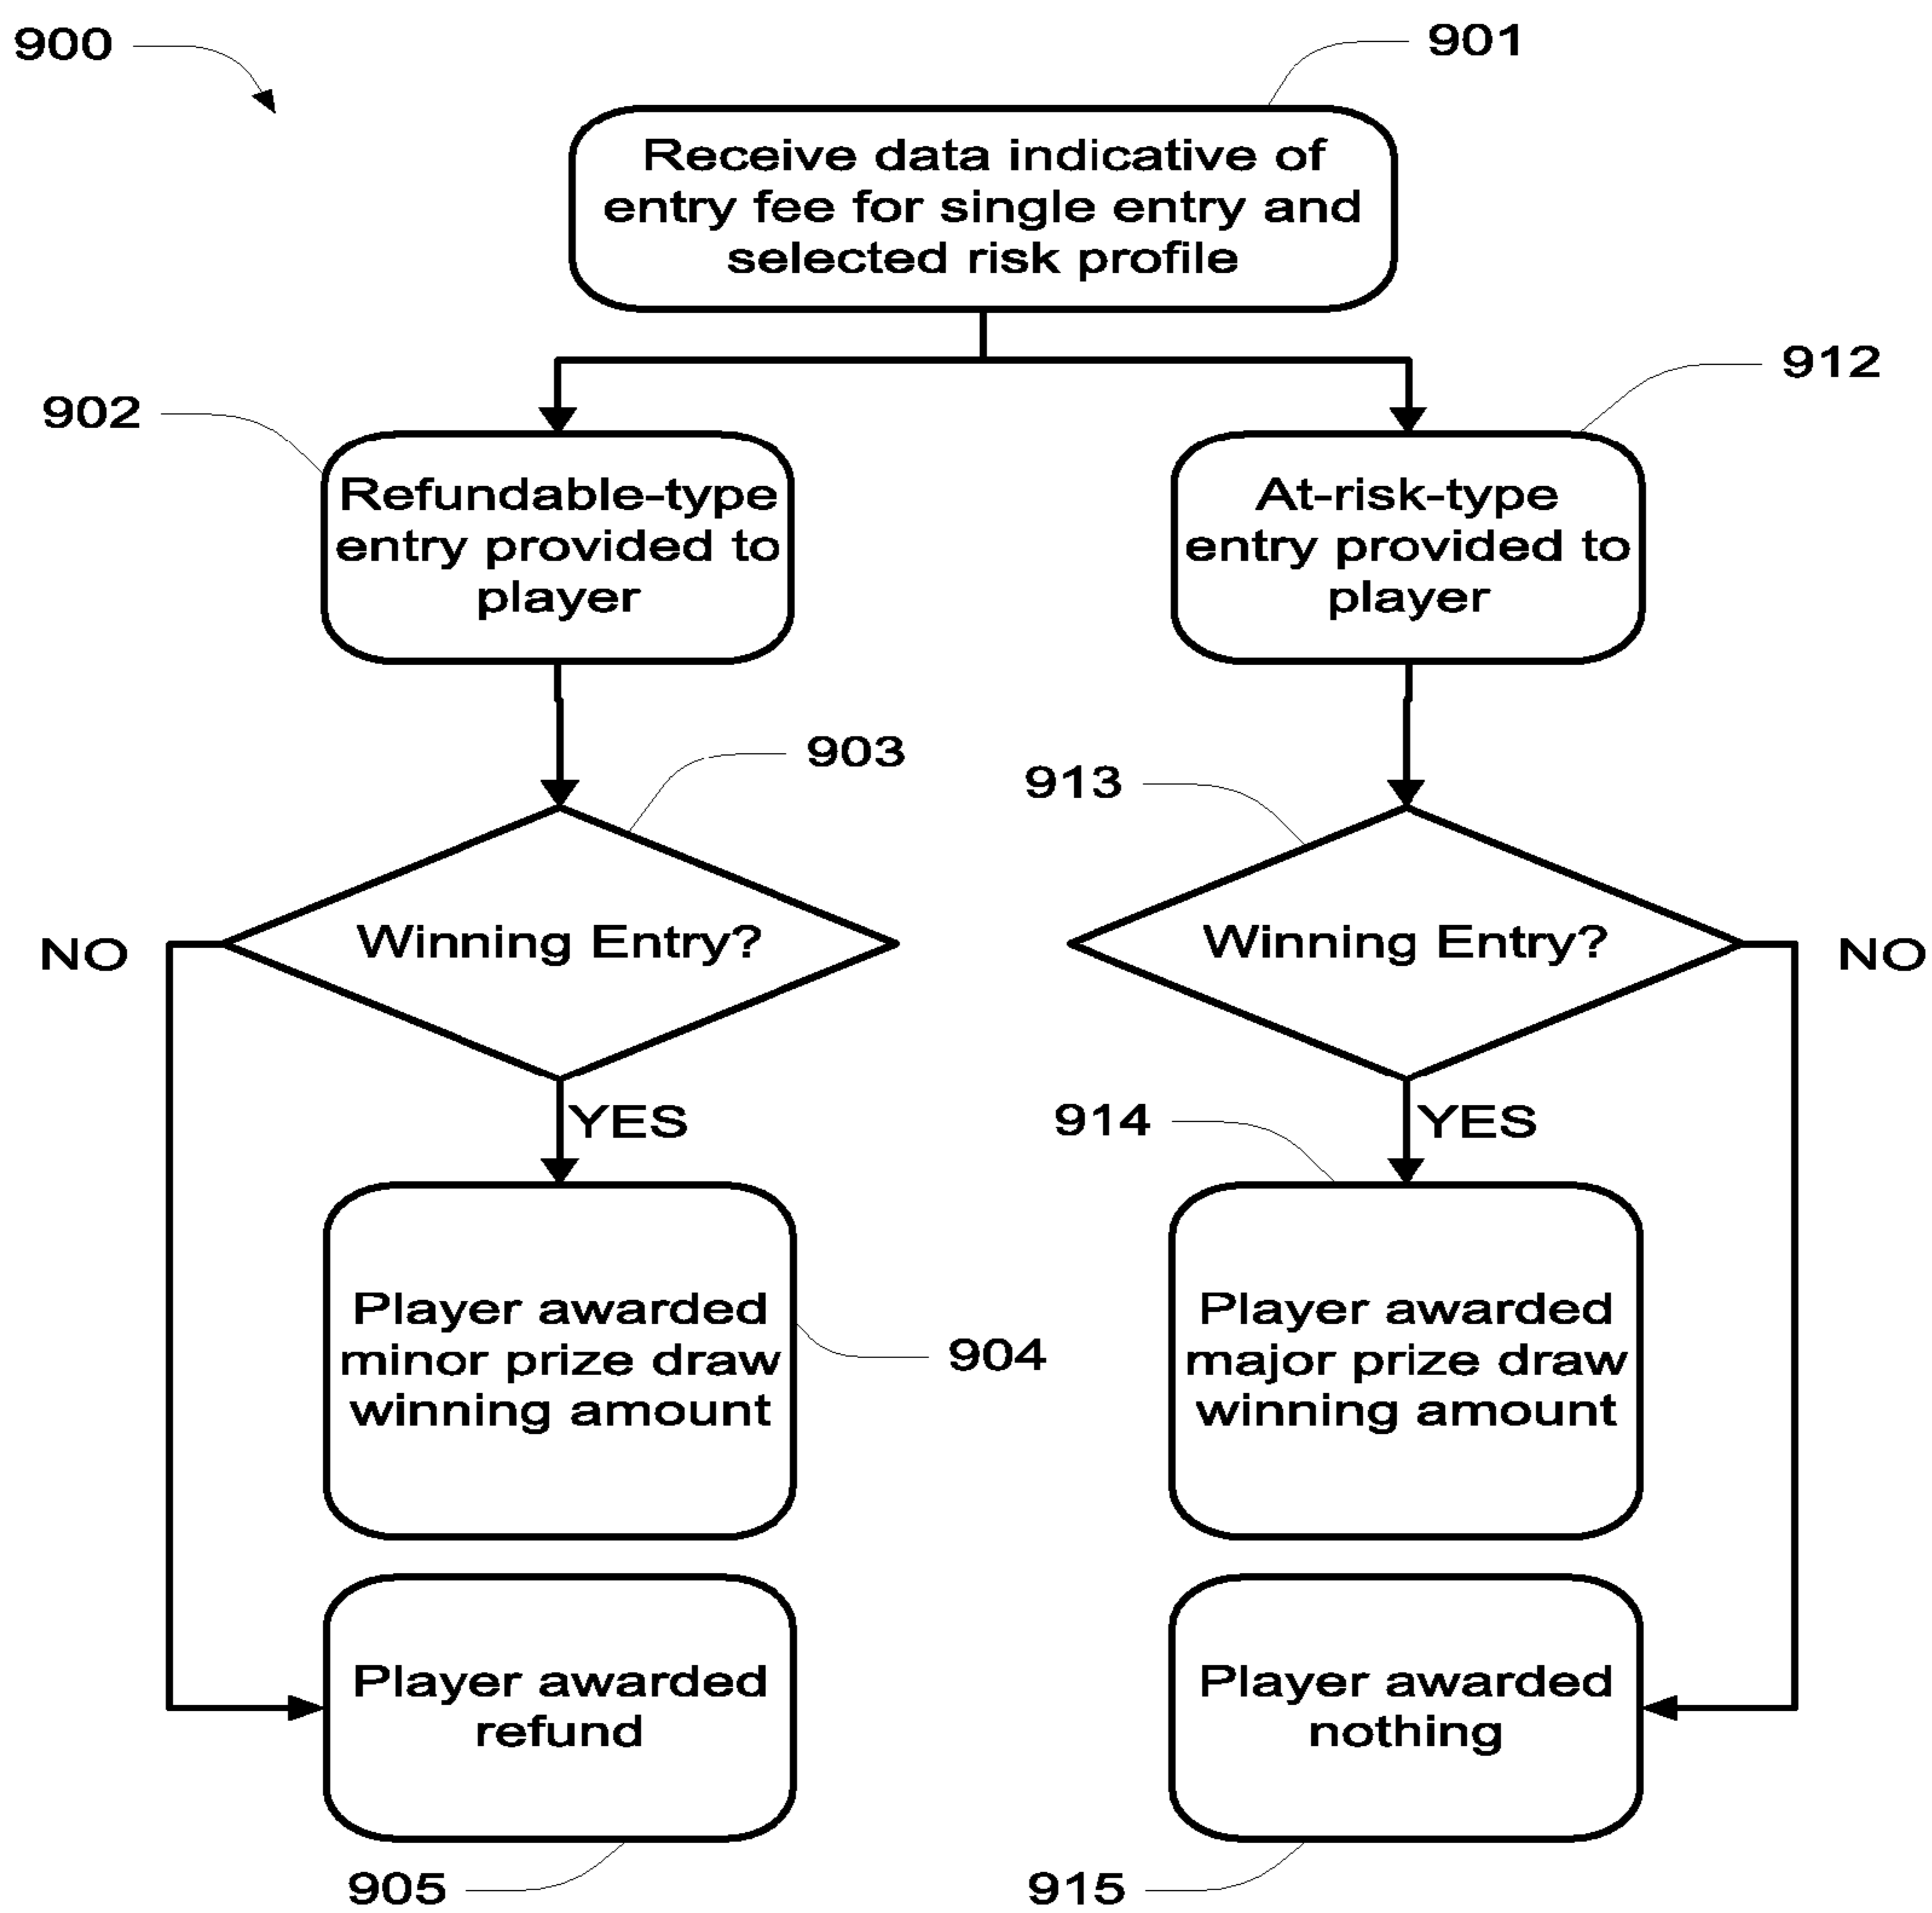 900
901
Receive data indicative of
entry fee for single entry and
selected risk profile
912
902
Refundable-type
entry provided to
player
At-risk-type
entry provided to
player
903
913
Winning Entry?
NO
Winning Entry?
NO
YES
914
YES
Player awarded
minor prize draw
winning amount
904
Player awarded
major prize draw
winning amount
Player awarded
refund
Player awarded
nothing
905
915